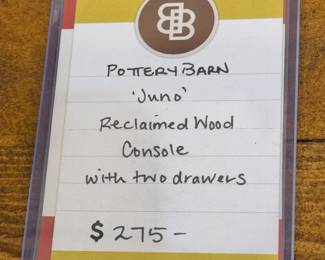 POTTERY BARN
'Juno'
Reclaimed Wood
Console
with two drawers
$ 275-